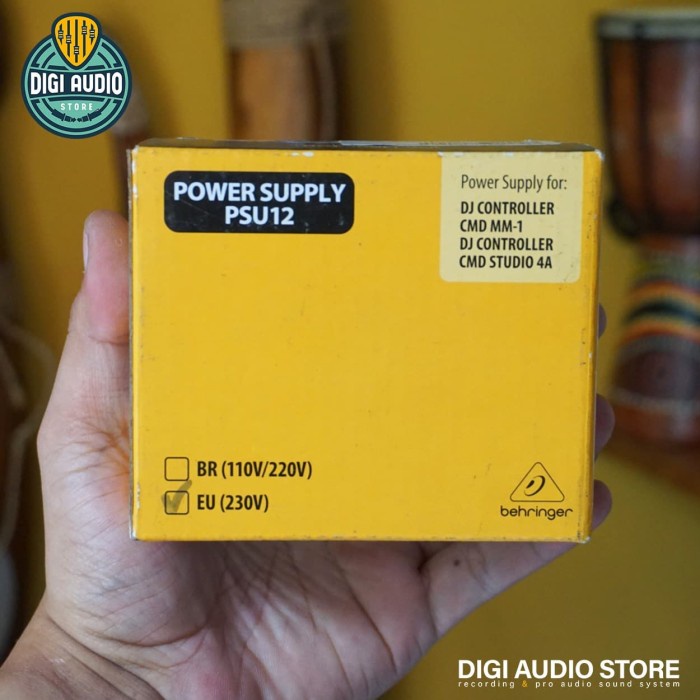 DIGI AUDIO
STORE
POWER SUPPLY
PSU12
Power Supply for:
DJ CONTROLLER
CMD MM-1
DJ CONTROLLER
CMD STUDIO 4A
BR (110V/220V)
EU (230V)
behringer
DIGI AUDIO STORE
recording & pro audio sound system